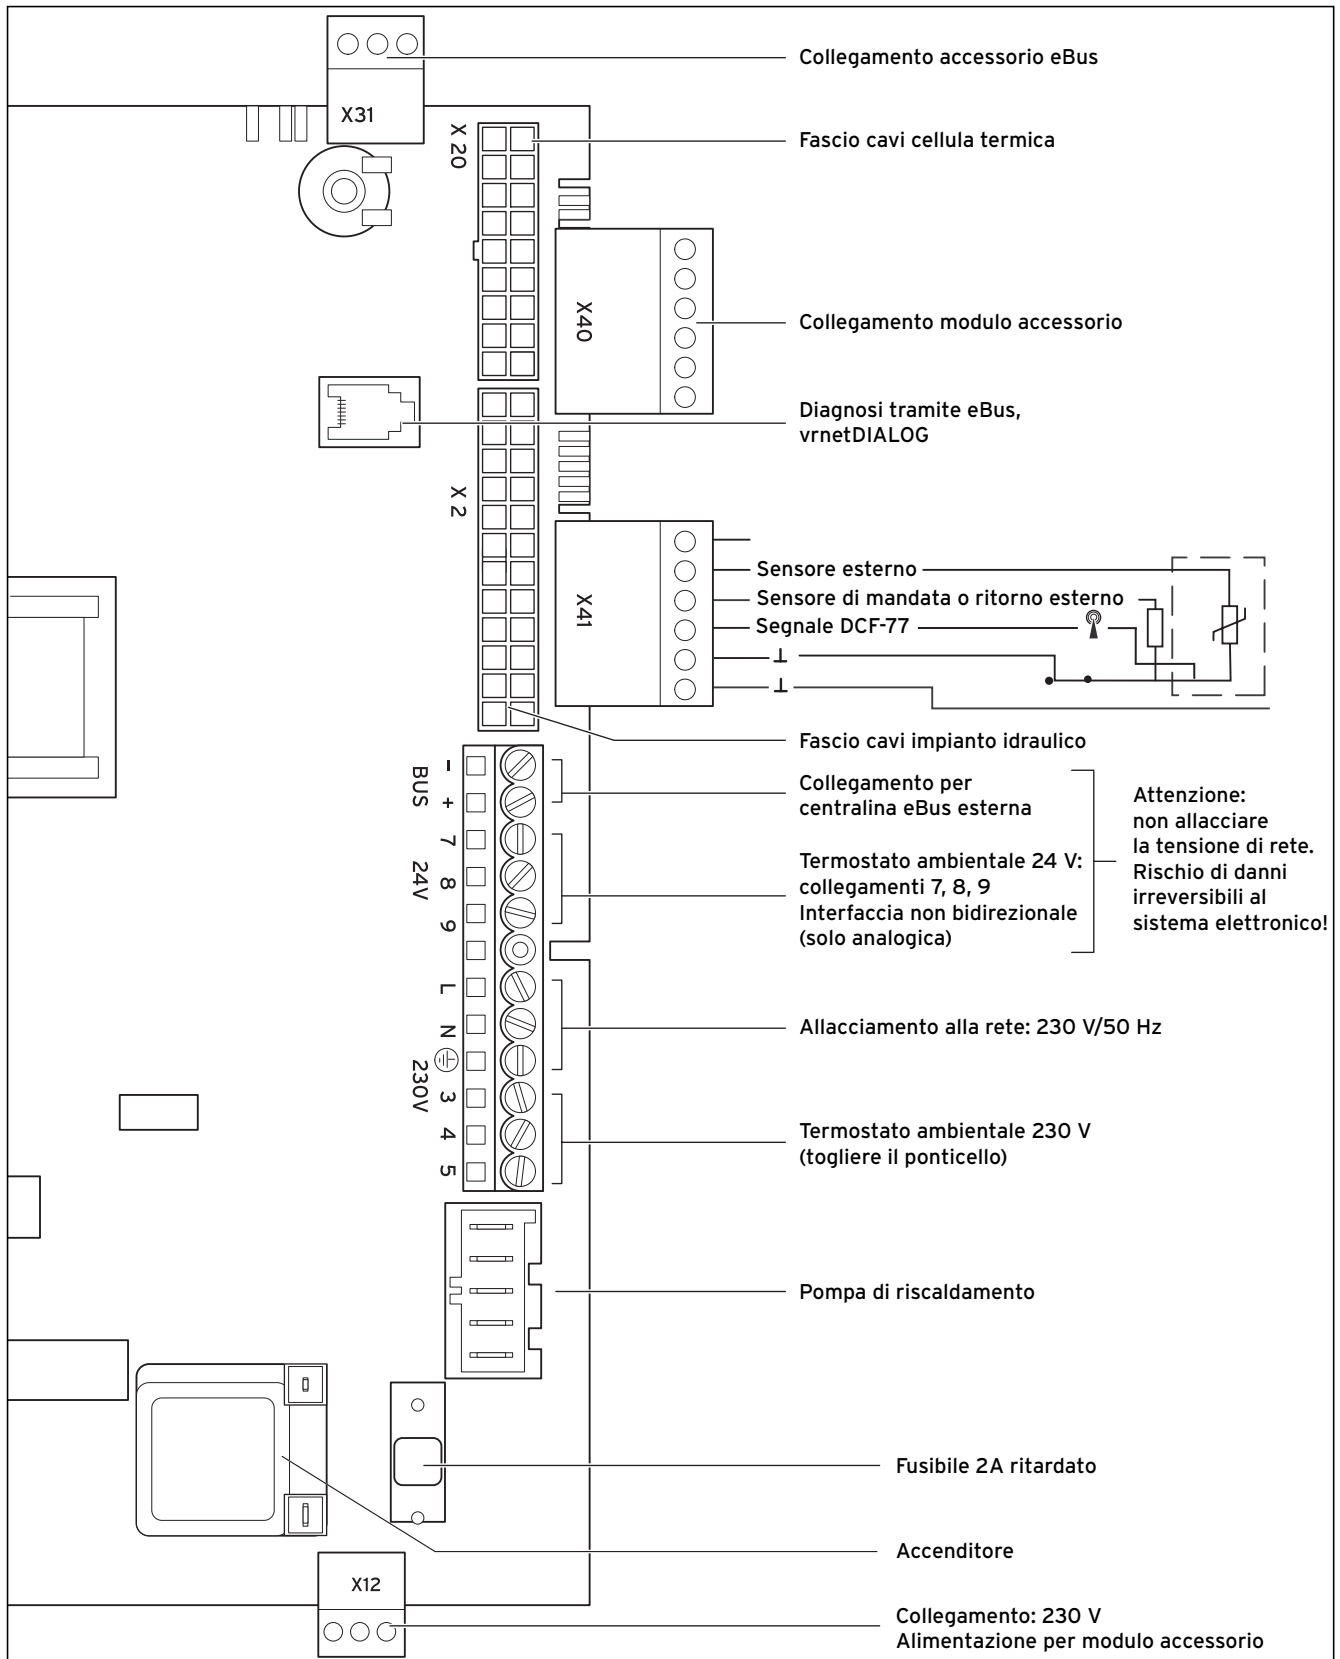 Collegamento accessorio eBus
X31
X 20
Fascio cavi cellula termica
X40
Collegamento modulo accessorio
Diagnosi tramite eBus,
vrnetDIALOG
X 2
X41
Sensore esterno
Sensore di mandata o ritorno esterno
Segnale DCF-77
Fascio cavi impianto idraulico
BUS
-
+
Collegamento per
centralina eBus esterna
24V
7
8
9
Termostato ambientale 24 V:
collegamenti 7, 8, 9
Interfaccia non bidirezionale
(solo analogica)
Attenzione:
non allacciare
la tensione di rete.
Rischio di danni
irreversibili al
sistema elettronico!
L
N
230V
Allacciamento alla rete: 230 V/50 Hz
3
4
5
Termostato ambientale 230 V
(togliere il ponticello)
Pompa di riscaldamento
Fusibile 2A ritardato
Accenditore
X12
Collegamento: 230 V
Alimentazione per modulo accessorio